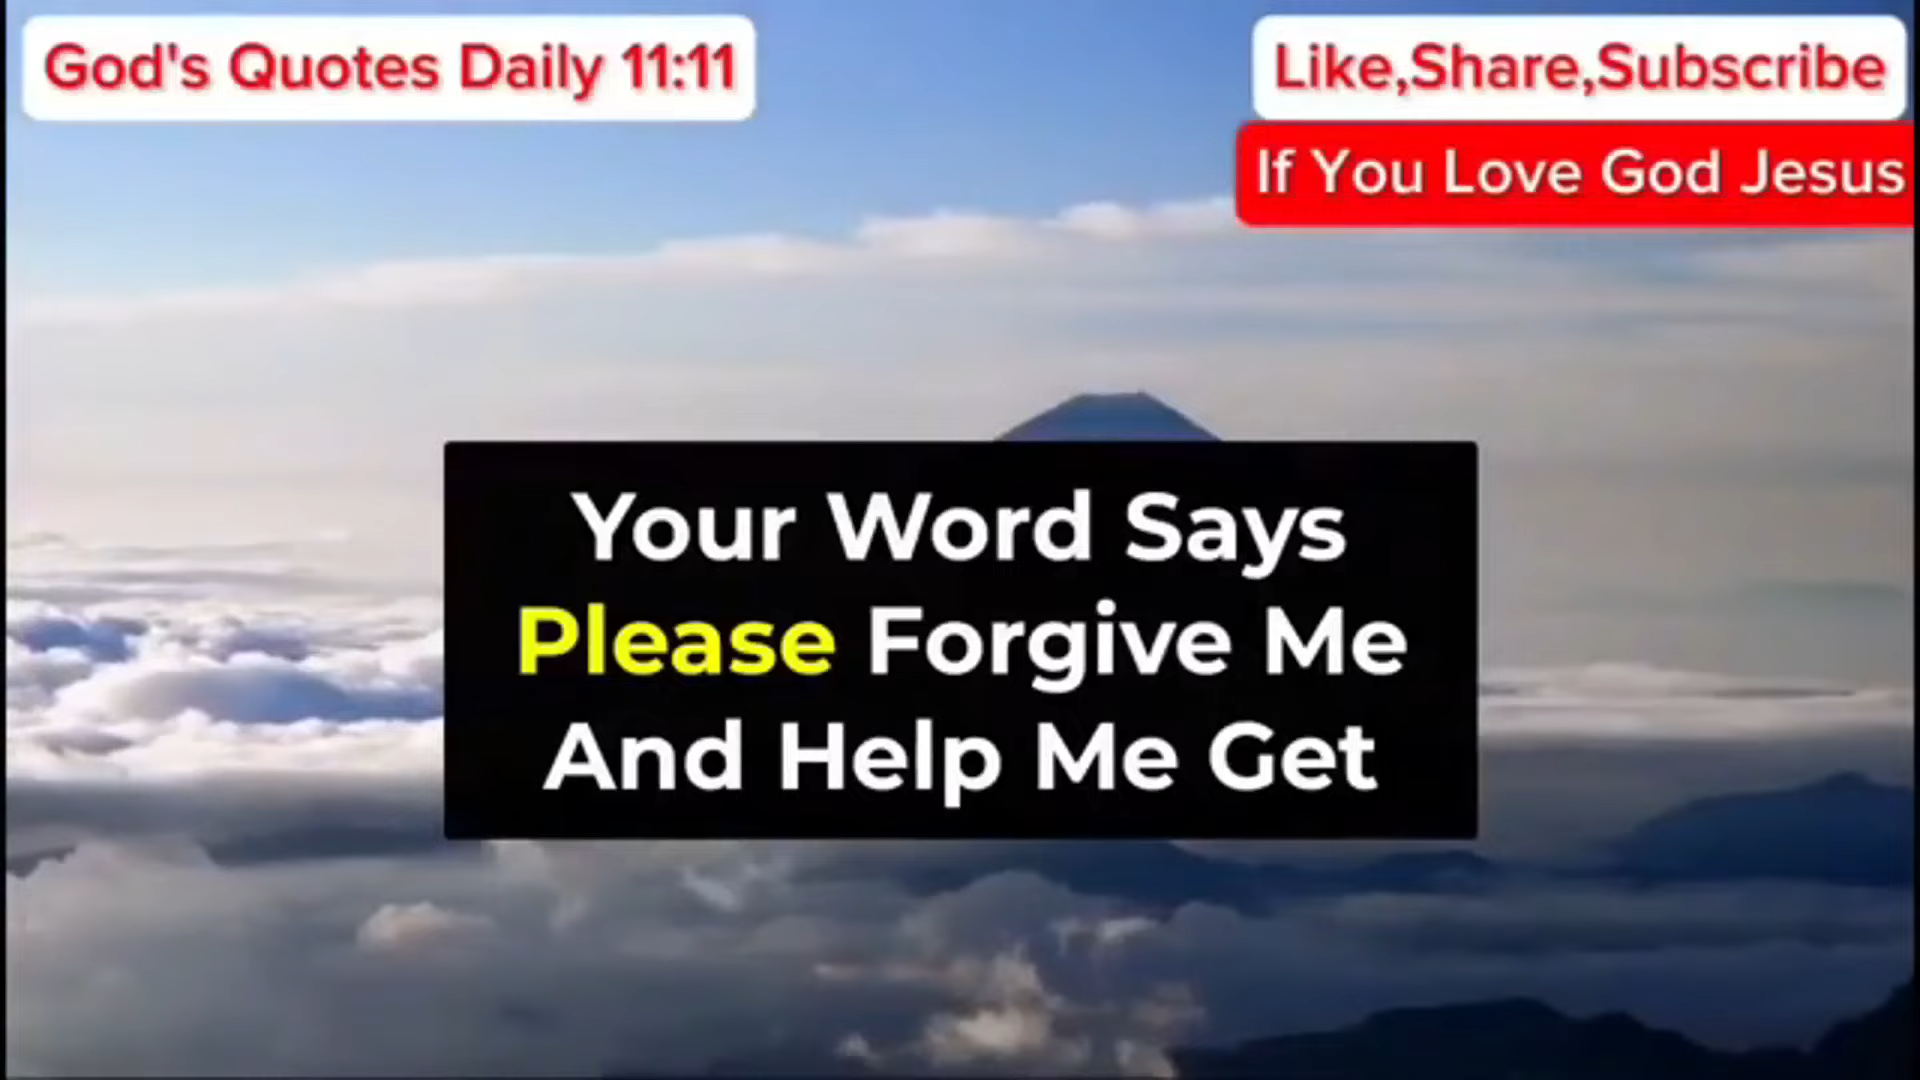 God's Quotes Daily 11:11
Like,Share,Subscribe
If You Love God Jesus
Your Word Says
Please Forgive Me
And Help Me Get